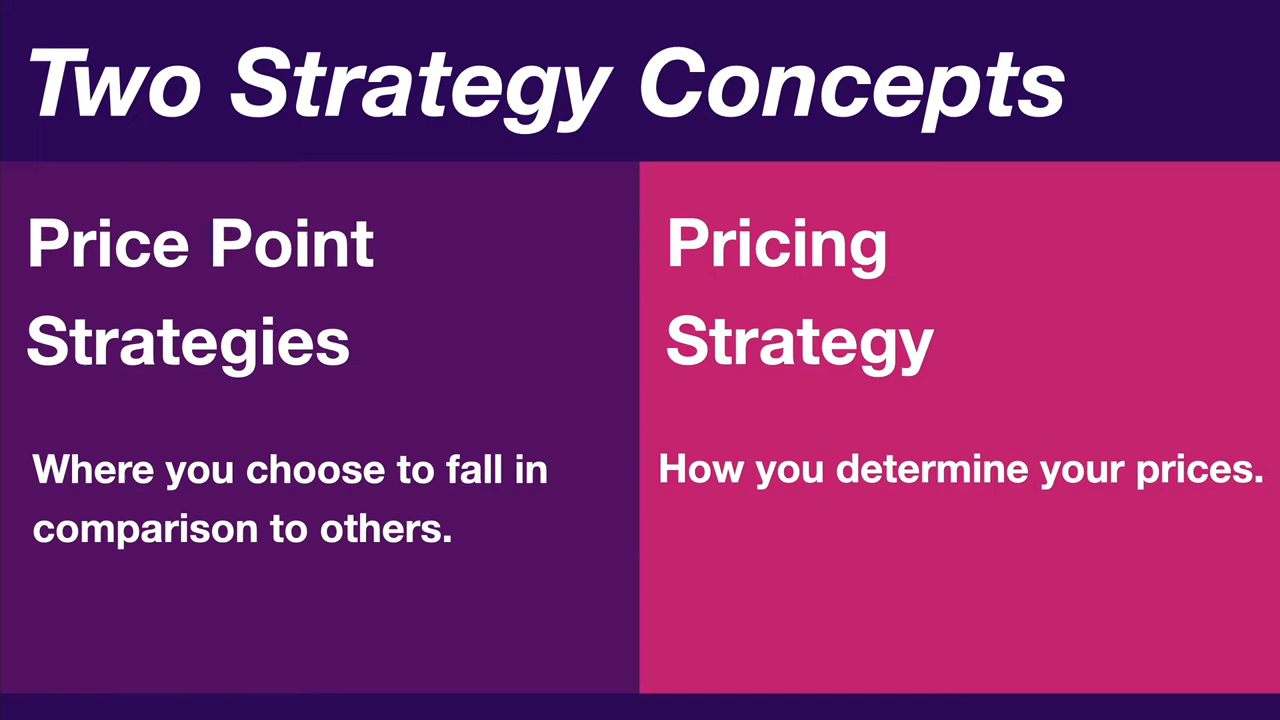 Two Strategy Concepts
Price Point
Strategies
Where you choose to fall in
comparison to others.
Pricing
Strategy
How you determine your prices.